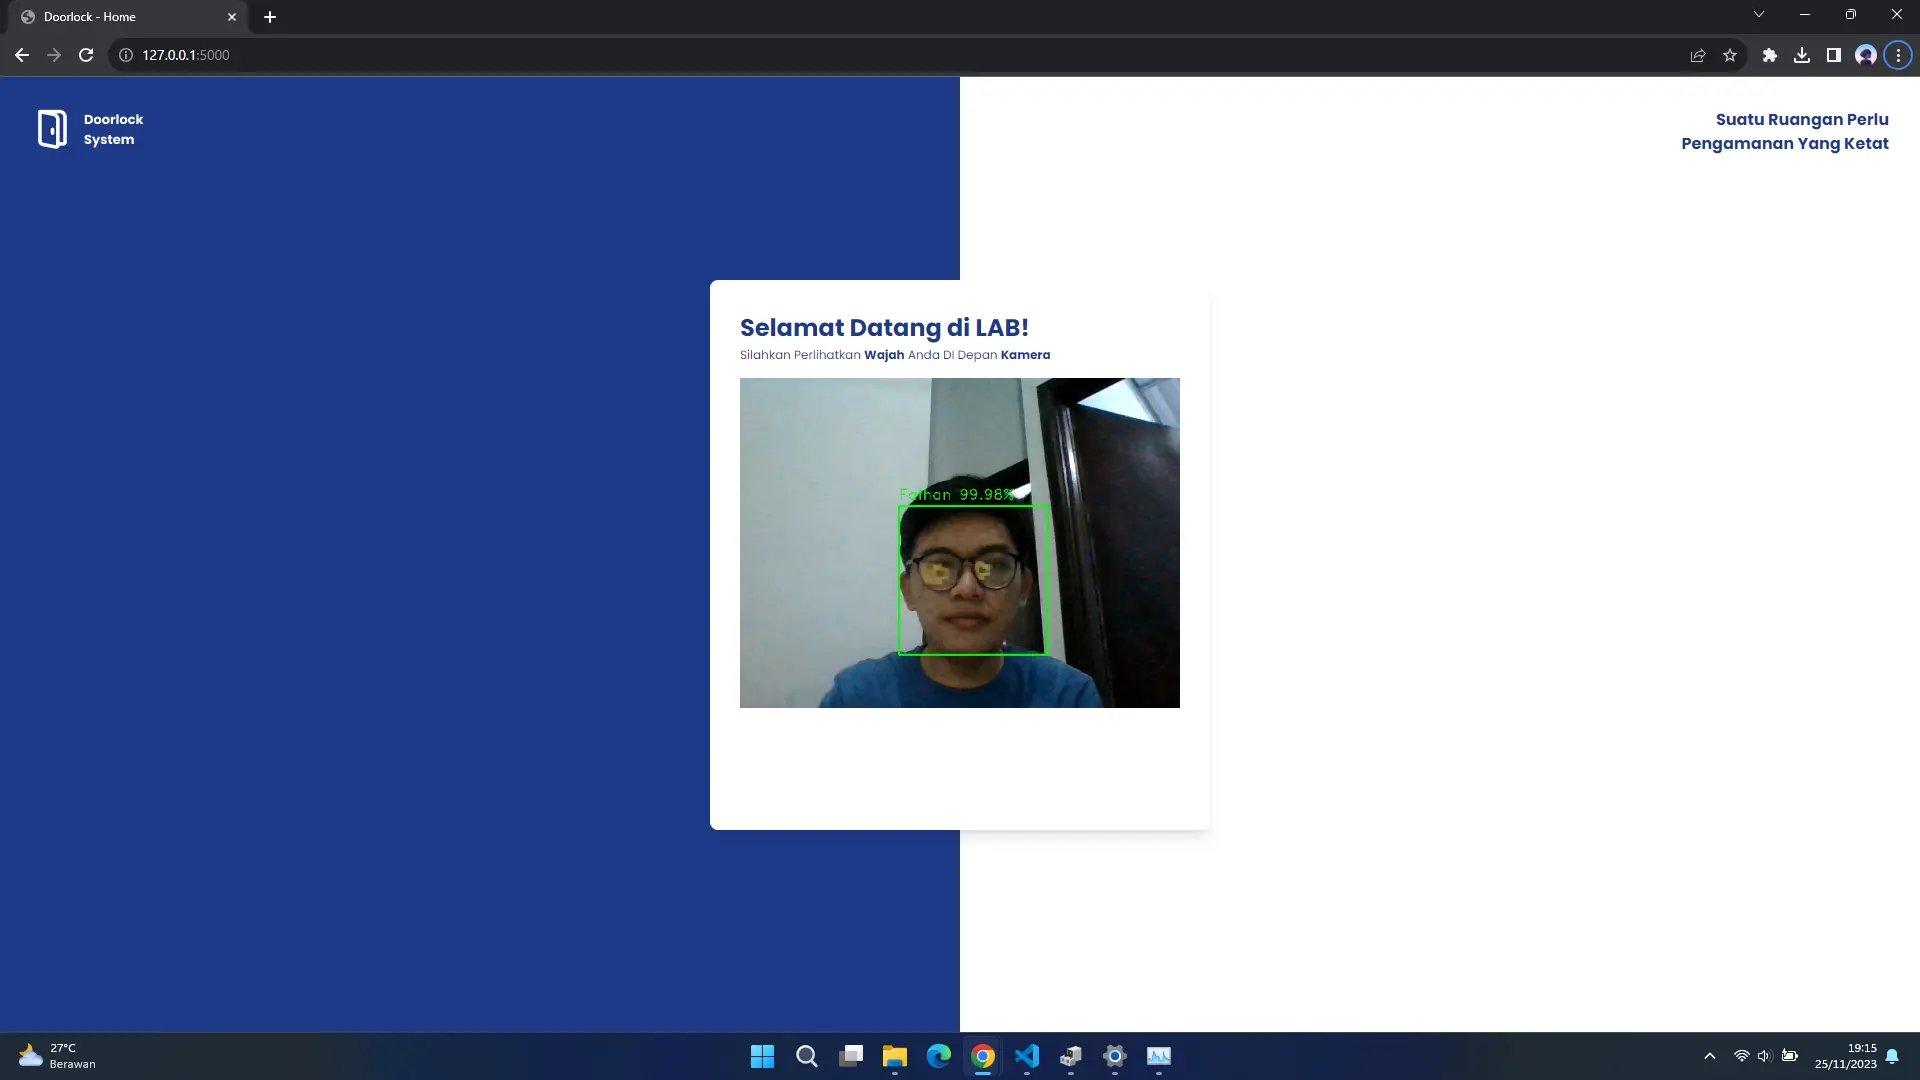 Doorlock - Home
127.0.0.1:5000
Doorlock
System
Suatu Ruangan Perlu
Pengamanan Yang Ketat
Selamat Datang di LAB!
Silahkan Perlihatkan Wajah Anda Di Depan Kamera
99.98%
27°C
Berawan
19:15
25/11/2023